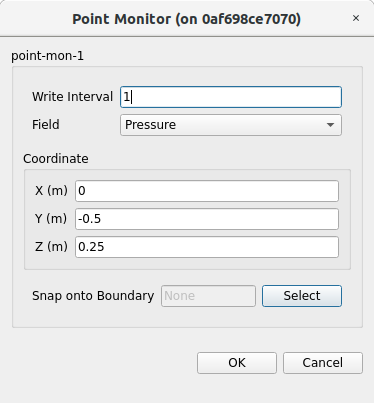 Point Monitor (on 0af698ce7070) ×
point-mon-1
Write Interval 1
Field Pressure
Coordinate
X (m) 0
Y (m) -0.5
Z (m) 0.25
Snap onto Boundary None Select
OK Cancel